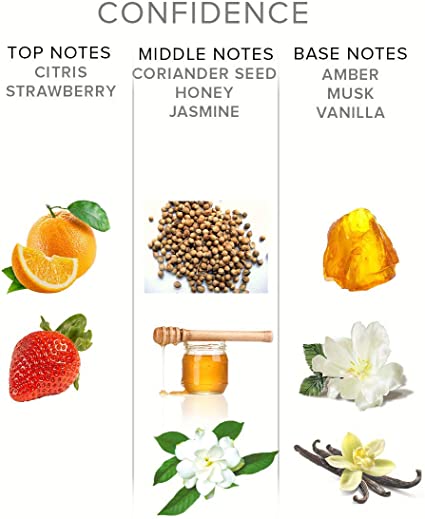 CONFIDENCE
TOP NOTES
CITRIS
STRAWBERRY
MIDDLE NOTES
CORIANDER SEED
HONEY
JASMINE
BASE NOTES
AMBER
MUSK
VANILLA